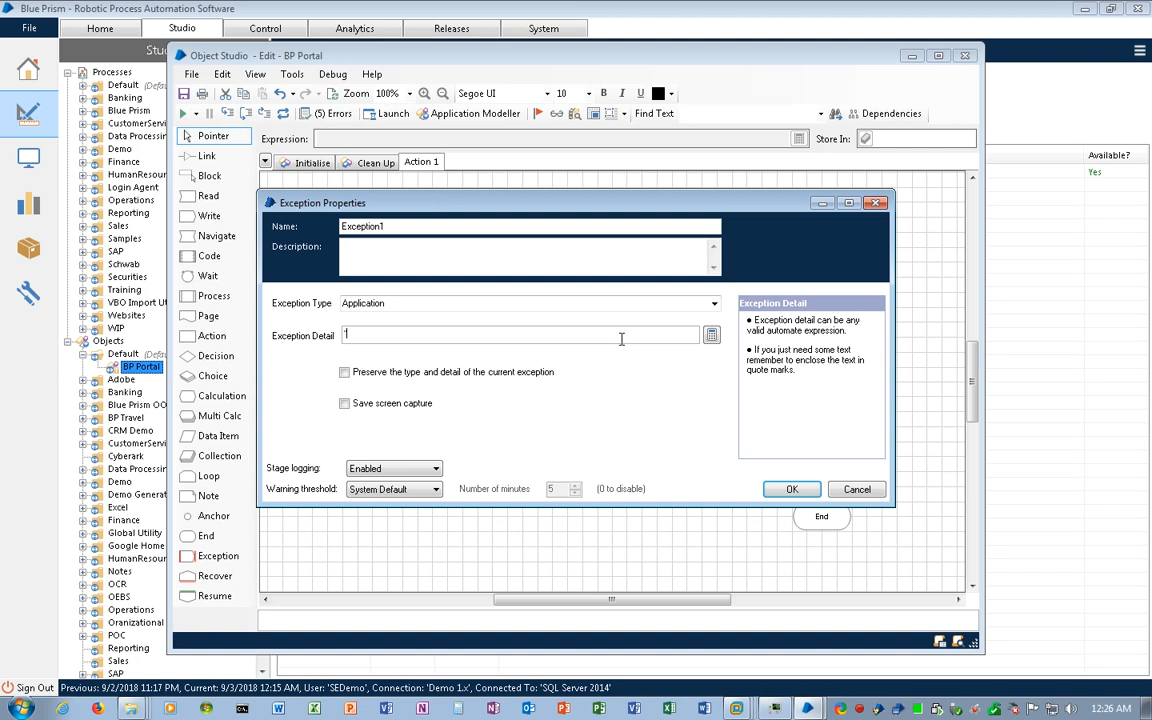 Blue Prism - Robotic Process Automation Software
File
Home
Studio
Control
Analytics
Releases
System
Stu
Processes
Default (Defa
Banking
Blue Prism
CustomerServi
Data Processing
Demo
Finance
HumanResour
Login Agent
Operations
Reporting
Sales
Samples
SAP
Schwab
Securities
Training
VBO Import Ut
Websites
WIP
Objects
Default (Defa
BP Portal
Adobe
Banking
Blue Prism OO
BP Travel
CRM Demo
CustomerServi
Cyberark
Data Processin
Demo
Demo Generat
Excel
Finance
Global Utility
Google Home
HumanResour
Notes
OCR
OEBS
Operations
Oranizational
POC
Reporting
Sales
SAP
Object Studio - Edit - BP Portal
File
Edit
View
Tools
Debug
Help
Zoom 100%
Segoe UI
10
B
I
U
(5) Errors
Launch
Application Modeller
Find Text
Dependencies
Pointer
Link
Block
Read
Write
Navigate
Code
Wait
Process
Page
Action
Decision
Choice
Calculation
Multi Calc
Data Item
Collection
Loop
Note
Anchor
End
Exception
Recover
Resume
Expression:
Store In:
Initialise
Clean Up
Action 1
Available?
Yes
Exception Properties
Name:
Exception1
Description:
Exception Type
Application
Exception Detail
"
Preserve the type and detail of the current exception
Save screen capture
Stage logging:
Enabled
Warning threshold:
System Default
Number of minutes
5
(0 to disable)
Exception Detail
• Exception detail can be any
valid automate expression.
• If you just need some text
remember to enclose the text in
quote marks.
OK
Cancel
End
Sign Out
Previous: 9/2/2018 11:17 PM, Current: 9/3/2018 12:15 AM, User: 'SEDemo', Connection: 'Demo 1.x', Connected To: 'SQL Server 2014'
12:26 AM